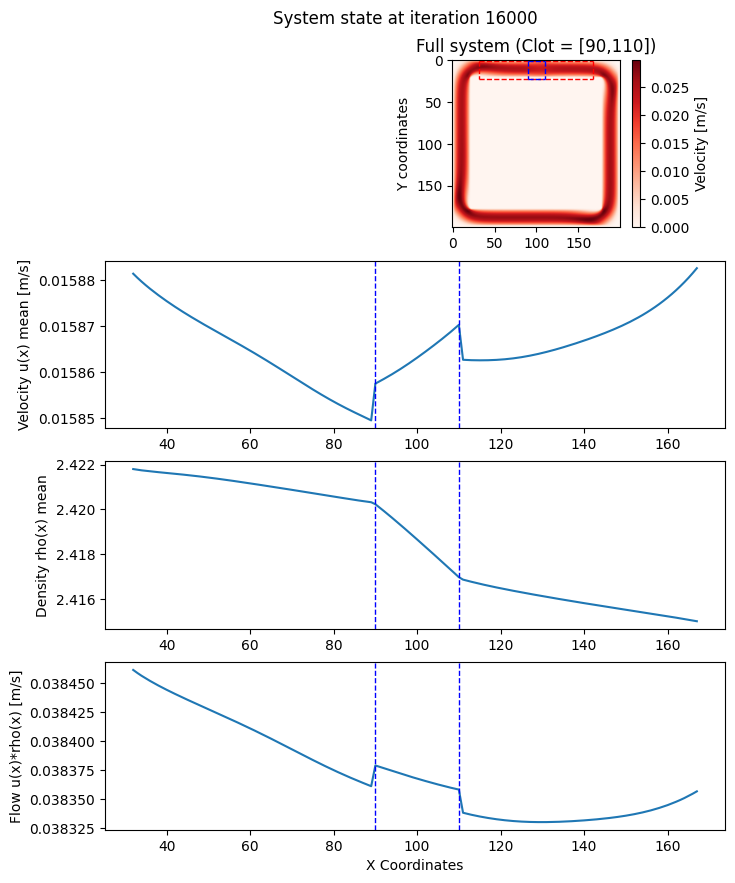 System state at iteration 16000
Full system (Clot = [90,110])
0
50
100
150
Y coordinates
0 50 100 150
0.025
0.020
0.015
0.010
0.005
0.000
Velocity [m/s]
0.01588
0.01587
0.01586
0.01585
Velocity u(x) mean [m/s]
40 60 80 100 120 140 160
2.422
2.420
2.418
2.416
Density rho(x) mean
40 60 80 100 120 140 160
0.038450
0.038425
0.038400
0.038375
0.038350
0.038325
Flow u(x)*rho(x) [m/s]
40 60 80 100 120 140 160
X Coordinates